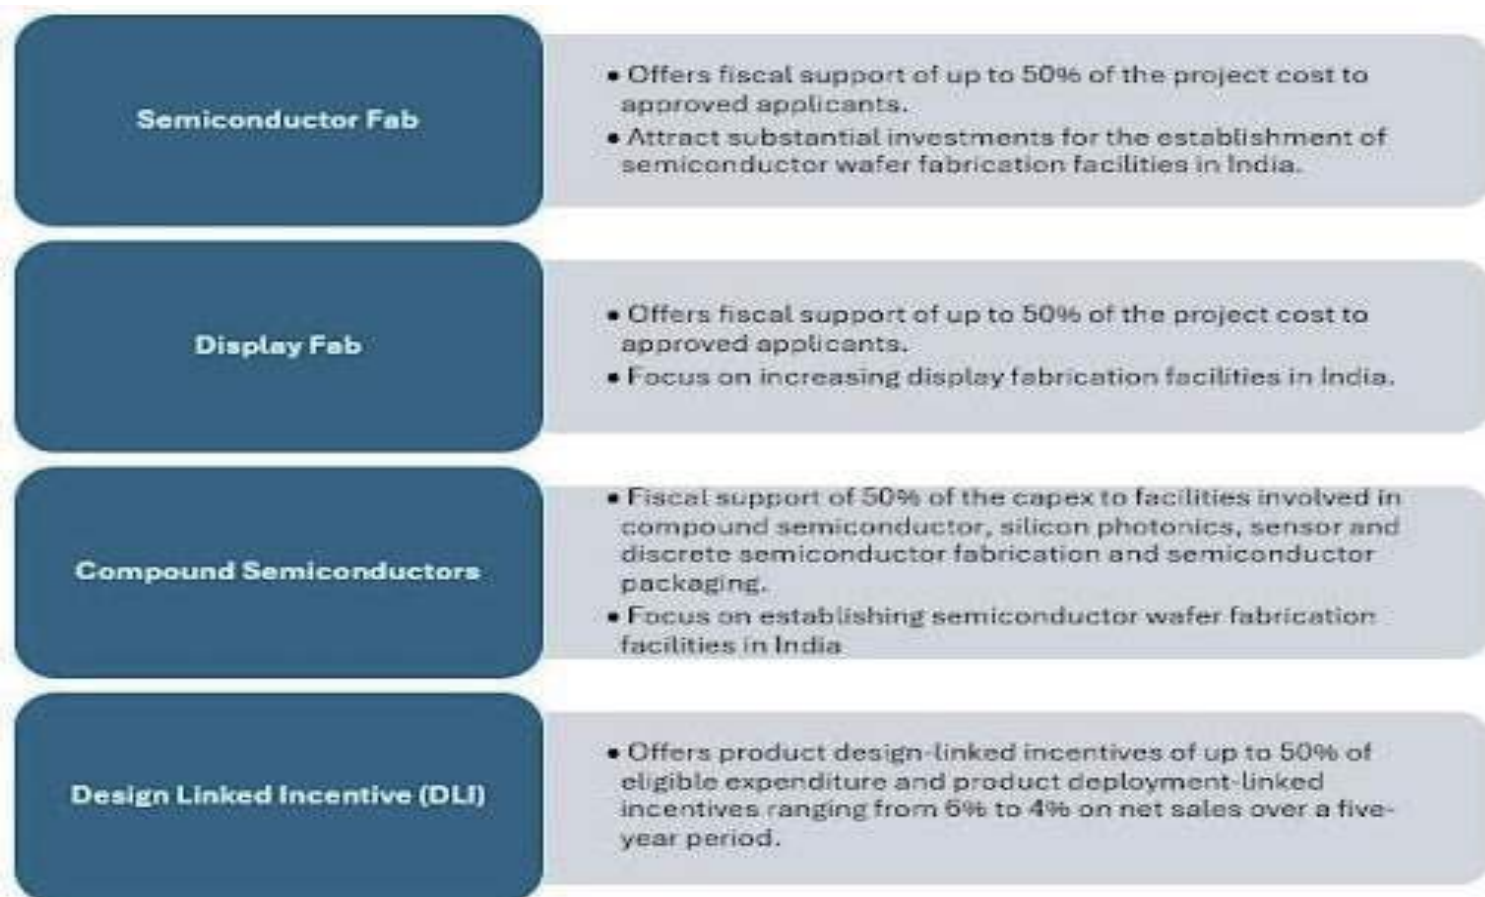 Semiconductor Fab
• Offers fiscal support of up to 50% of the project cost to
approved applicants.
• Attract substantial investments for the establishment of
semiconductor wafer fabrication facilities in India.
Display Fab
• Offers fiscal support of up to 50% of the project cost to
approved applicants.
• Focus on increasing display fabrication facilities in India.
Compound Semiconductors
• Fiscal support of 50% of the capex to facilities involved in
compound semiconductor, silicon photonics, sensor and
discrete semiconductor fabrication and semiconductor
packaging.
• Focus on establishing semiconductor wafer fabrication
facilities in India
Design Linked Incentive (DLI)
• Offers product design-linked incentives of up to 50% of
eligible expenditure and product deployment-linked
incentives ranging from 6% to 4% on net sales over a five-
year period.